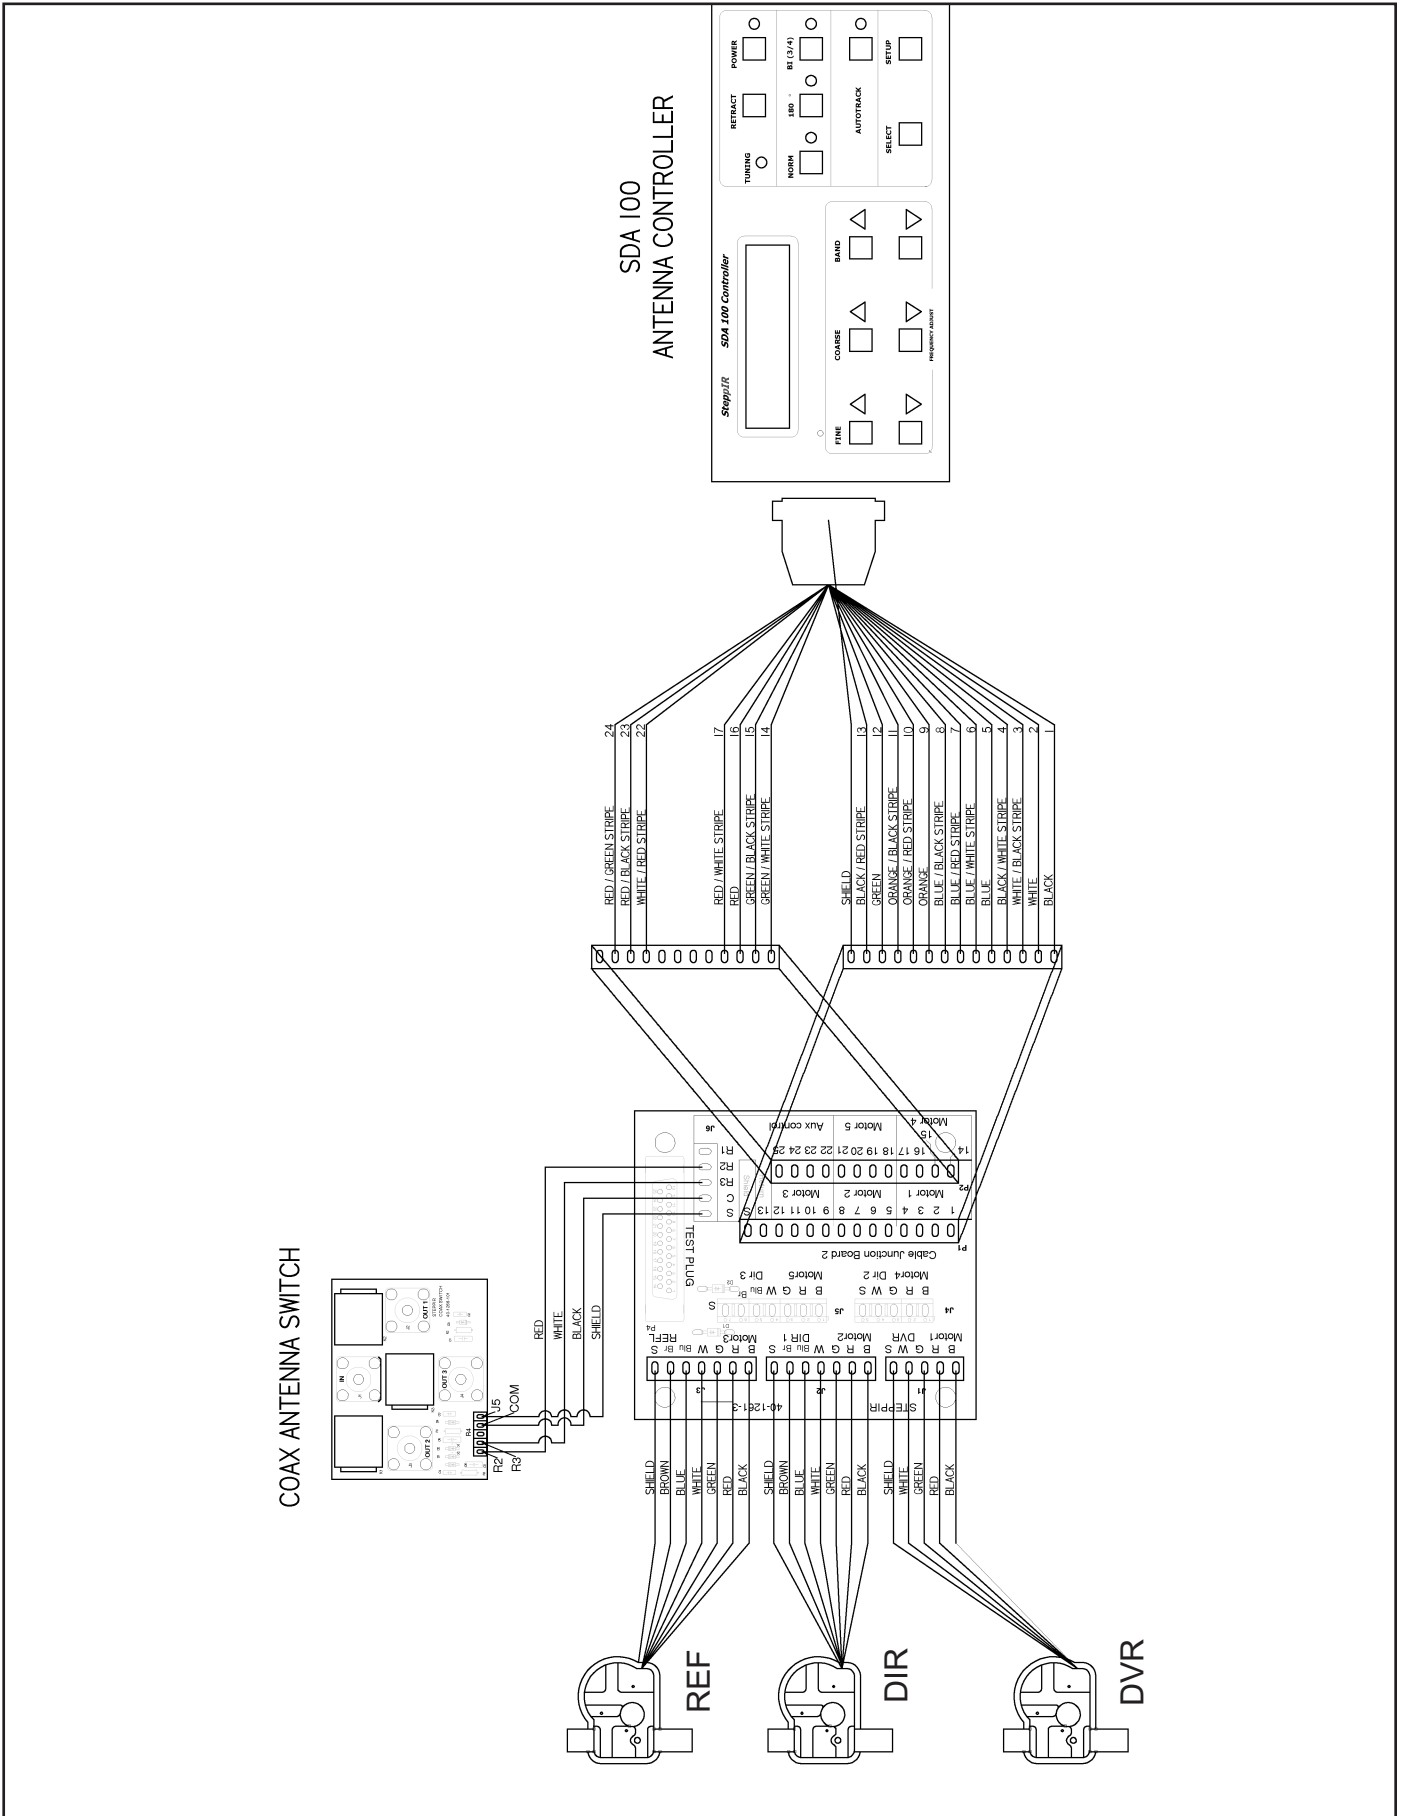 SDA 100
ANTENNA CONTROLLER
SteppIR SDA 100 Controller
POWER
RETRACT
TUNING
BI (3/4)
180 °
NORM
AUTOTRACK
SETUP
SELECT
BAND
COARSE
FINE
FREQUENCY ADJUST
RED / GREEN STRIPE 24
RED / BLACK STRIPE 23
WHITE / RED STRIPE 22
RED / WHITE STRIPE 17
RED 16
GREEN / BLACK STRIPE 15
GREEN / WHITE STRIPE 14
SHIELD
BLACK / RED STRIPE 13
GREEN 12
ORANGE / BLACK STRIPE 11
ORANGE / RED STRIPE 10
ORANGE 9
BLUE / BLACK STRIPE 8
BLUE / RED STRIPE 7
BLUE / WHITE STRIPE 6
BLUE 5
BLACK / WHITE STRIPE 4
WHITE / BLACK STRIPE 3
WHITE 2
BLACK 1
J6
Aux control
Motor 5
Motor 4
R1
R2
R3
C
S
14 15 16 17 18 19 20 21 22 23 24 25
P2
Motor 1
Motor 2
Motor 3
Shield
1 2 3 4 5 6 7 8 9 10 11 12 13 S
P1
Cable Junction Board 2
TEST PLUG
P4
Motor4 Dir 2
B R G W S
J4
Motor5 Dir 3
B R G W Blu Br S
J5
D2
D1
Motor1 DVR
B R G W S
J1
Motor2 DIR 1
B R G W Blu Br S
J2
Motor3 REFL
B R G W Blu Br S
J3
STEPPIR
40-1261-3
COAX ANTENNA SWITCH
OUT 1
STEPPIR
COAX SWITCH
IN
OUT 3
OUT 2
R4
J5
COM
R2
R3
RED
WHITE
BLACK
SHIELD
SHIELD
BROWN
BLUE
WHITE
GREEN
RED
BLACK
SHIELD
BROWN
BLUE
WHITE
GREEN
RED
BLACK
SHIELD
WHITE
GREEN
RED
BLACK
REF
DIR
DVR